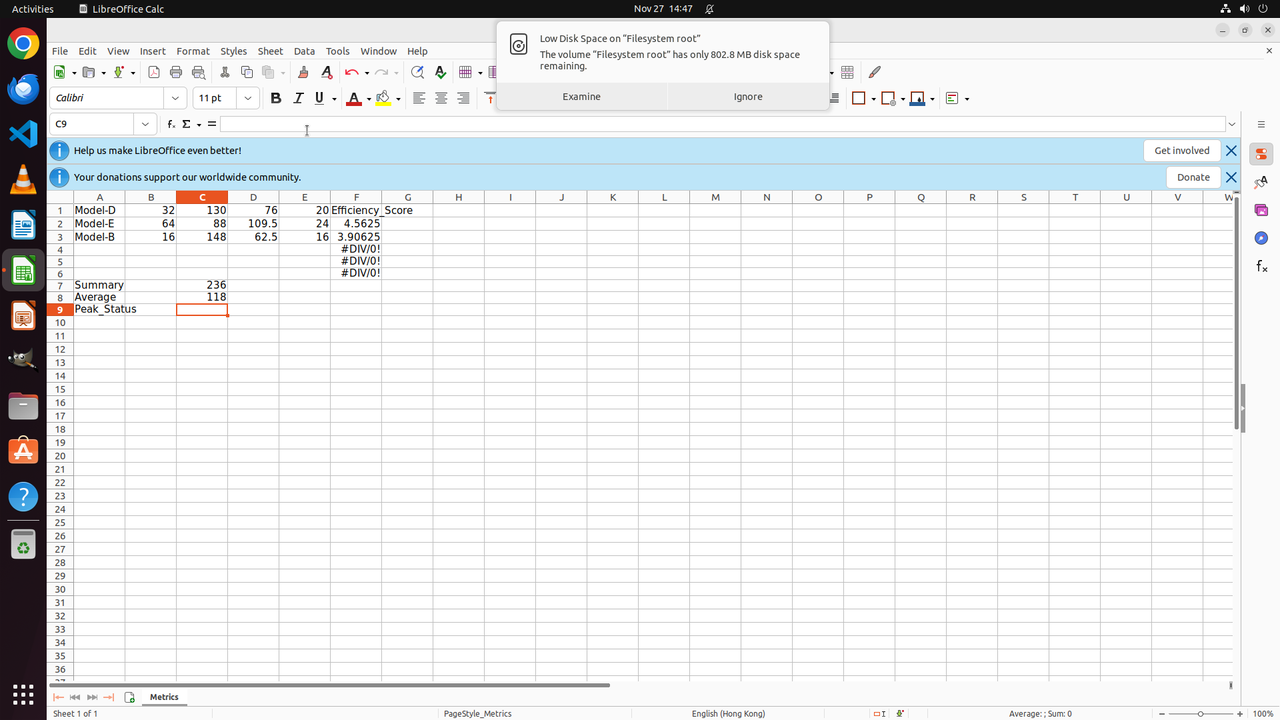 Activities
LibreOffice Calc
Nov 27 14:47
Low Disk Space on “Filesystem root”
The volume “Filesystem root” has only 802.8 MB disk space
remaining.
Examine
Ignore
File Edit View Insert Format Styles Sheet Data Tools Window Help
Calibri
11 pt
C9
Help us make LibreOffice even better!
Get involved
Your donations support our worldwide community.
Donate
A B C D E F G H I J K L M N O P Q R S T U V W
1 Model-D 32 130 76 20 Efficiency_Score
2 Model-E 64 88 109.5 24 4.5625
3 Model-B 16 148 62.5 16 3.90625
4 #DIV/0!
5 #DIV/0!
6 #DIV/0!
7 Summary 236
8 Average 118
9 Peak_Status
10
11
12
13
14
15
16
17
18
19
20
21
22
23
24
25
26
27
28
29
30
31
32
33
34
35
36
Metrics
Sheet 1 of 1
PageStyle_Metrics
English (Hong Kong)
Average: ; Sum: 0
100%